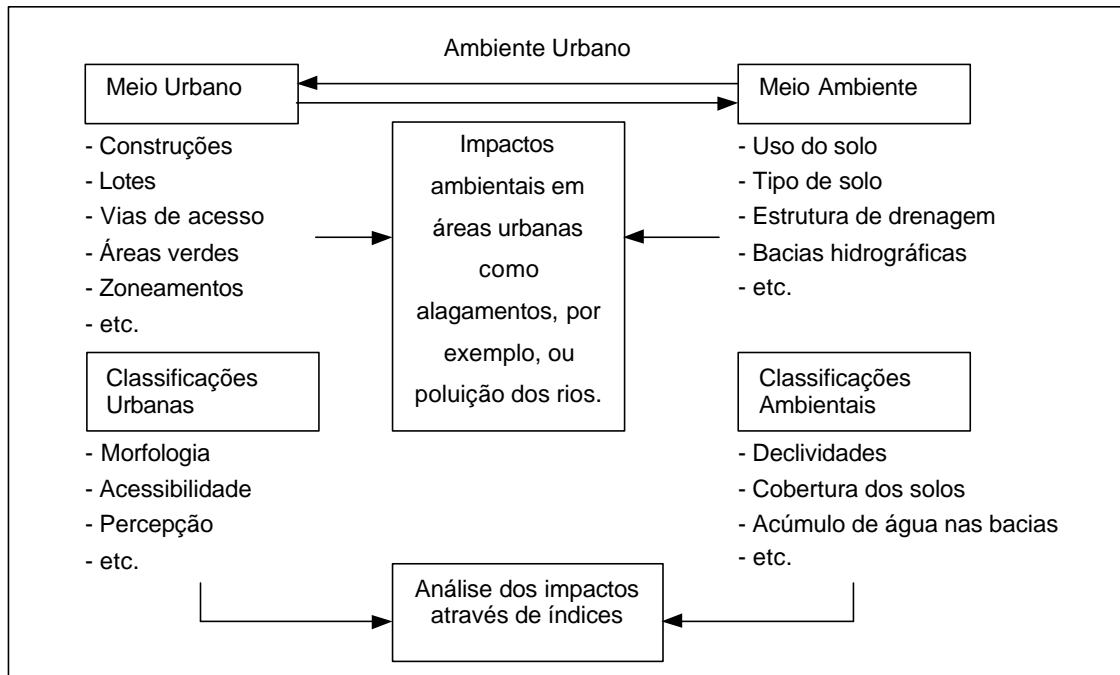 Ambiente Urbano
Meio Urbano
- Construções
- Lotes
- Vias de acesso
- Áreas verdes
- Zoneamentos
- etc.
Classificações
Urbanas
- Morfologia
- Acessibilidade
- Percepção
- etc.
Impactos
ambientais em
áreas urbanas
como
alagamentos, por
exemplo, ou
poluição dos rios.
Meio Ambiente
- Uso do solo
- Tipo de solo
- Estrutura de drenagem
- Bacias hidrográficas
- etc.
Classificações
Ambientais
- Declividades
- Cobertura dos solos
- Acúmulo de água nas bacias
- etc.
Análise dos impactos
através de índices